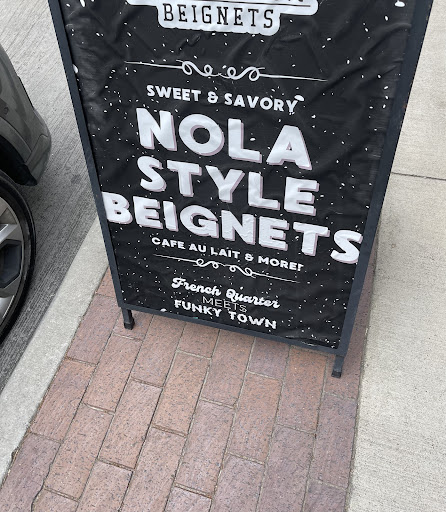 BEIGNETS
SWEET & SAVORY
NOLA
STYLE
BEIGNETS
CAFE AU LAIT & MORE!
French Quarter
MEETS
FUNKY TOWN